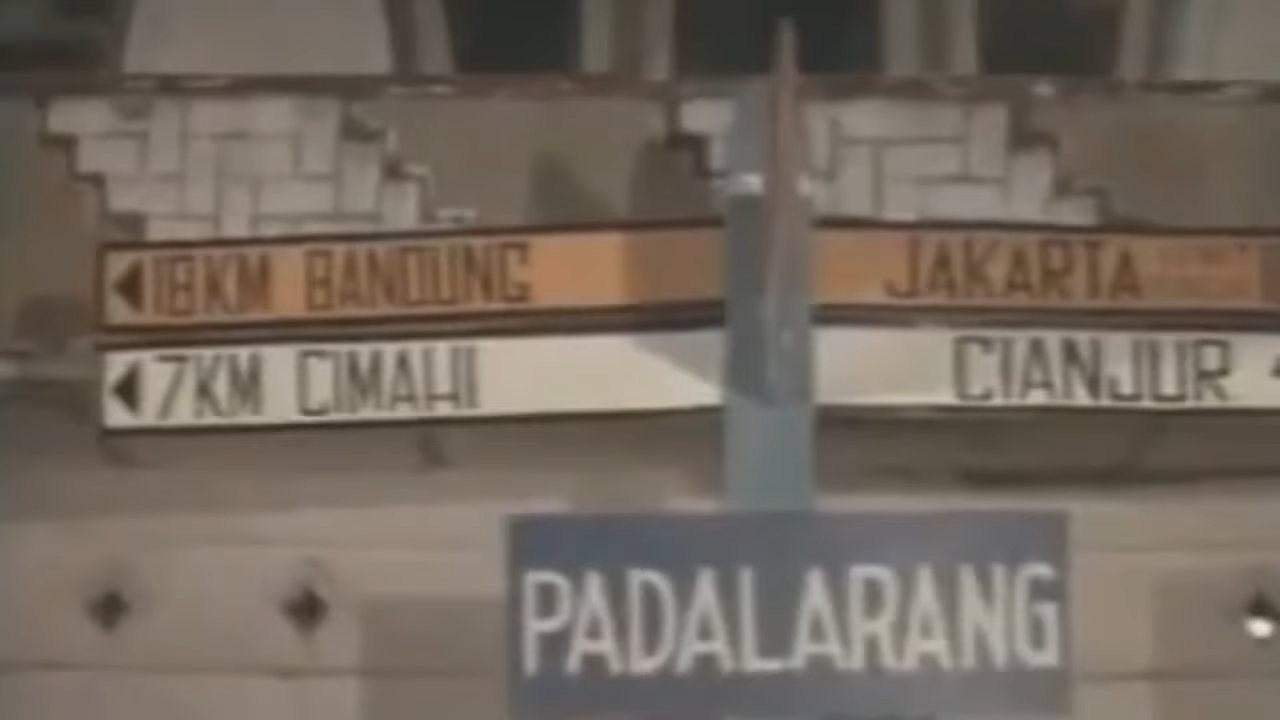 18KM BANDUNG
JAKARTA
7KM CIMAHI
CIANJUR
PADALARANG